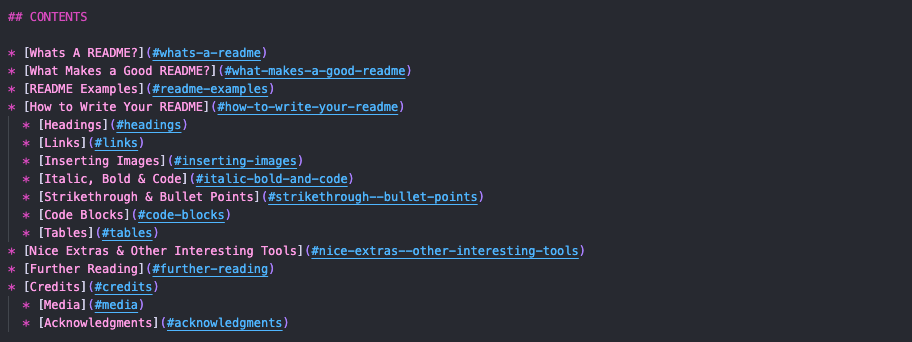 ## CONTENTS
* [Whats A README?](#whats-a-readme)
* [What Makes a Good README?](#what-makes-a-good-readme)
* [README Examples](#readme-examples)
* [How to Write Your README](#how-to-write-your-readme)
* [Headings](#headings)
* [Links](#links)
* [Inserting Images](#inserting-images)
* [Italic, Bold & Code](#italic-bold-and-code)
* [Strikethrough & Bullet Points](#strikethrough--bullet-points)
* [Code Blocks](#code-blocks)
* [Tables](#tables)
* [Nice Extras & Other Interesting Tools](#nice-extras--other-interesting-tools)
* [Further Reading](#further-reading)
* [Credits](#credits)
* [Media](#media)
* [Acknowledgments](#acknowledgments)